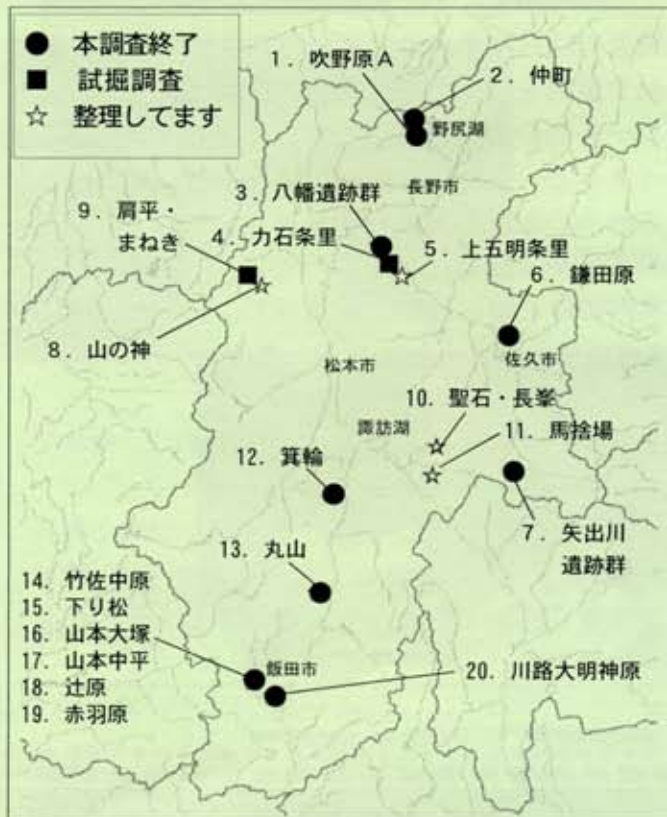 ● 本調査終了
■ 試掘調査
☆ 整理してます
1．吹野原A
2．仲町
野尻湖
長野市
3．八幡遺跡群
9．肩平・
まねき
4．力石条里
5．上五明条里
6．鎌田原
8．山の神
松本市
佐久市
10．聖石・長峯
諏訪湖
11．馬捨場
12．箕輪
7．矢出川
遺跡群
13．丸山
14．竹佐中原
15．下り松
16．山本大塚
17．山本中平
18．辻原
19．赤羽原
飯田市
20．川路大明神原